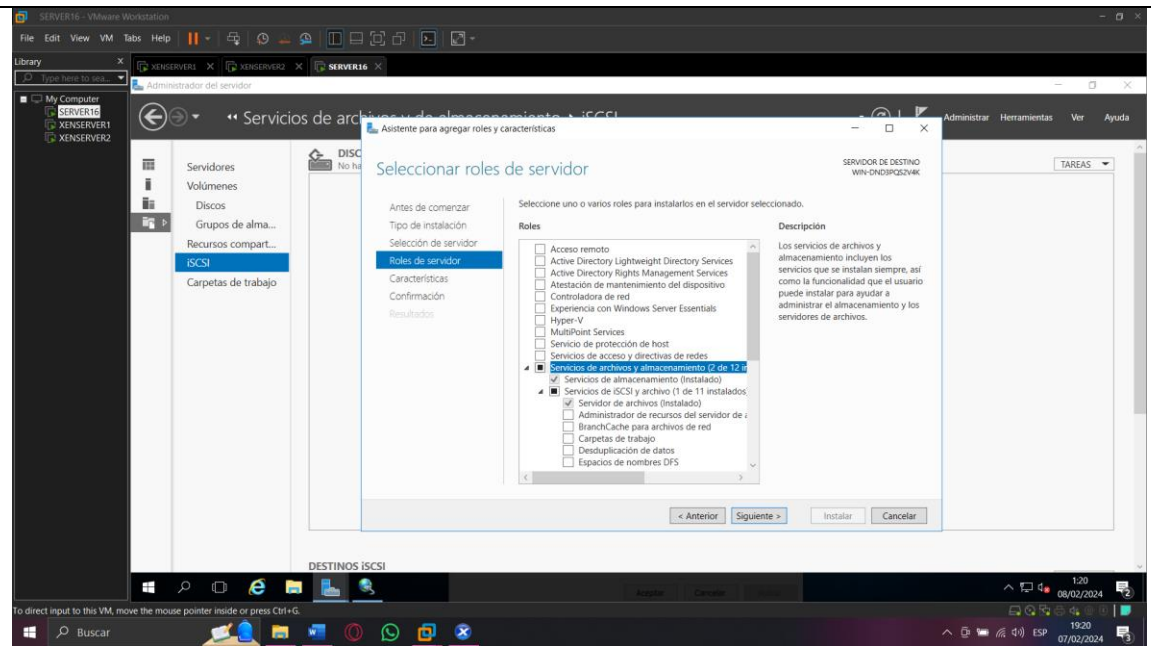 SERVER16 - VMware Workstation
File Edit View VM Tabs Help
Library X
Type here to sea...
My Computer
SERVER16
XENSERVER1
XENSERVER2
XENSERVER1 XENSERVER2 SERVER16
Administrador del servidor
Servicios de
iSCSI
Administrar Herramientas Ver Ayuda
Servidores
Volúmenes
Discos
Grupos de alma...
Recursos compart...
iSCSI
Carpetas de trabajo
DISC
No ha
TAREAS
DESTINOS iSCSI
Asistente para agregar roles y características
Seleccionar roles de servidor
SERVIDOR DE DESTINO
WIN-DND3PQS2V4K
Antes de comenzar
Tipo de instalación
Selección de servidor
Roles de servidor
Características
Confirmación
Resultados
Seleccione uno o varios roles para instalarlos en el servidor seleccionado.
Roles
Acceso remoto
Active Directory Lightweight Directory Services
Active Directory Rights Management Services
Atestación de mantenimiento del dispositivo
Controladora de red
Experiencia con Windows Server Essentials
Hyper-V
MultiPoint Services
Servicio de protección de host
Servicios de acceso y directivas de redes
Servicios de archivos y almacenamiento (2 de 12 in
Servicios de almacenamiento (Instalado)
Servicios de iSCSI y archivo (1 de 11 instalados
Servidor de archivos (Instalado)
Administrador de recursos del servidor de a
BranchCache para archivos de red
Carpetas de trabajo
Desduplicación de datos
Espacios de nombres DFS
Descripción
Los servicios de archivos y
almacenamiento incluyen los
servicios que se instalan siempre, así
como la funcionalidad que el usuario
puede instalar para ayudar a
administrar el almacenamiento y los
servidores de archivos.
< Anterior Siguiente > Instalar Cancelar
Aceptar Cancelar
1:20
08/02/2024
To direct input to this VM, move the mouse pointer inside or press Ctrl+G.
Buscar
ESP
19:20
07/02/2024